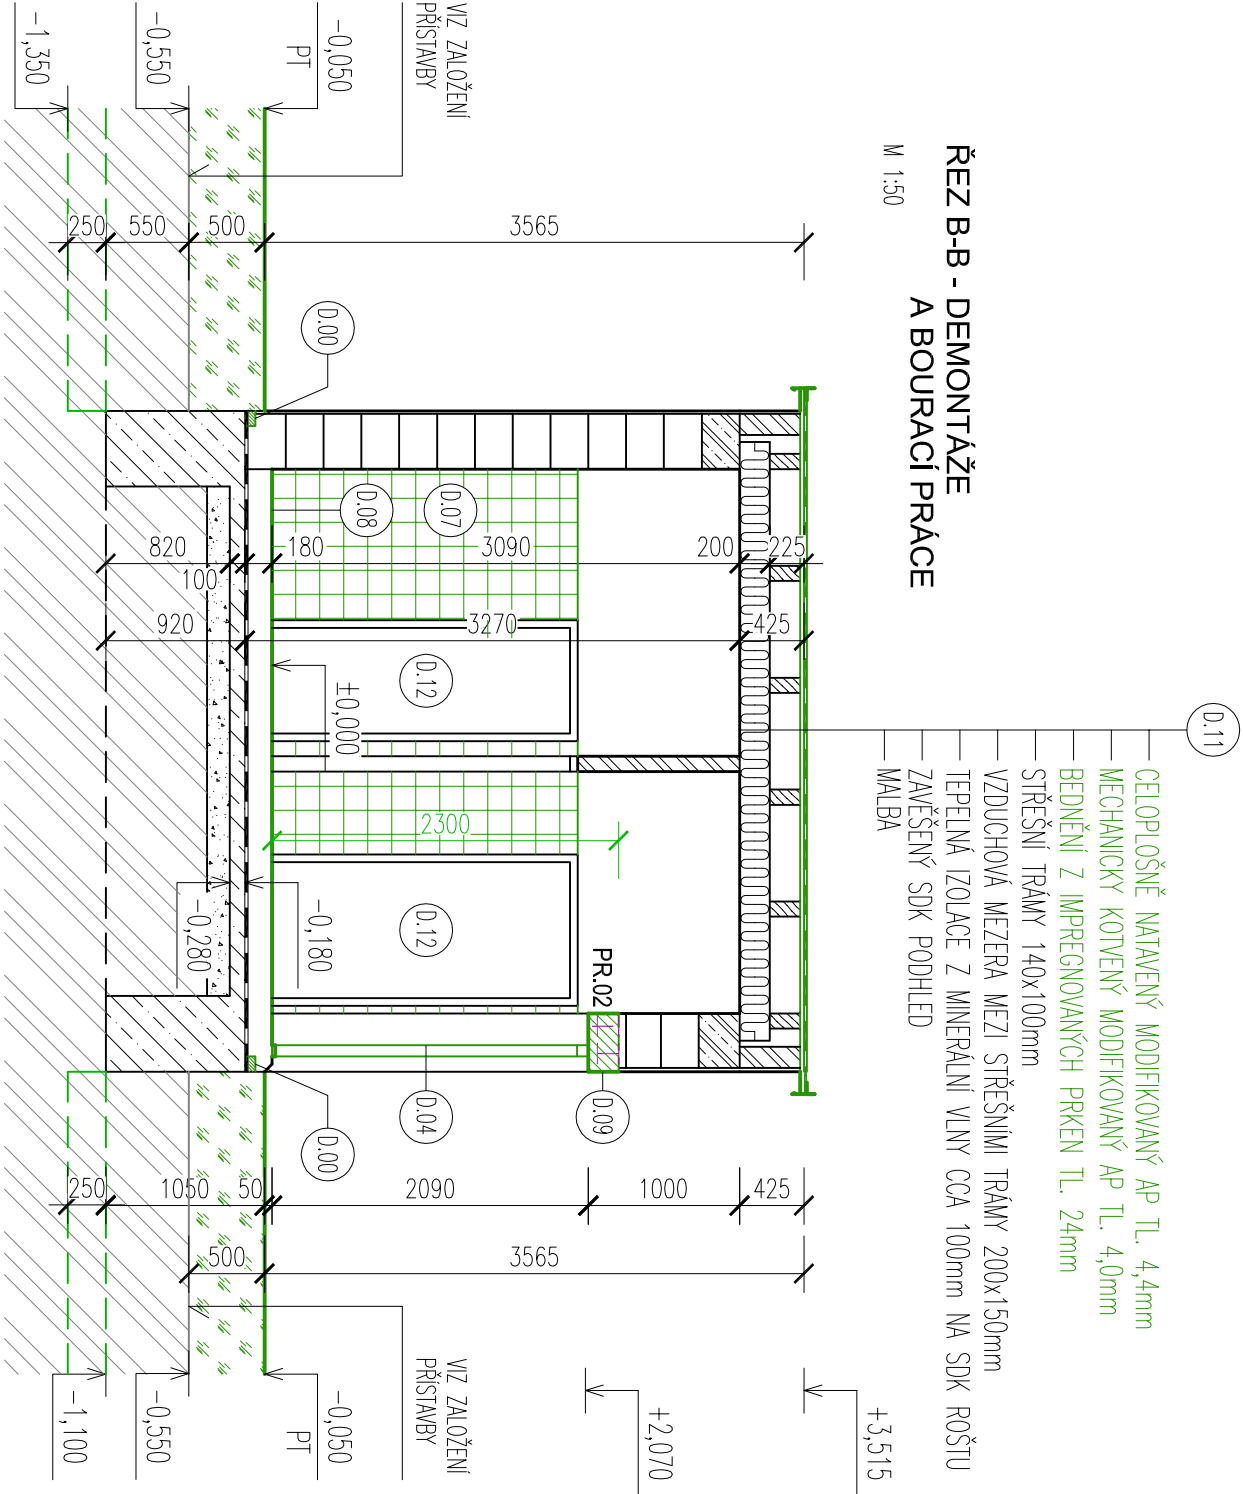 ŘEZ B-B - DEMONTÁŽE
A BOURACÍ PRÁCE
M 1:50
D.11
CELOPLOŠNĚ NATAVENÝ MODIFIKOVANÝ AP TL. 4,4mm
MECHANICKY KOTVENÝ MODIFIKOVANÝ AP TL. 4,0mm
BEDNĚNÍ Z IMPREGNOVANÝCH PRKEN TL. 24mm
STŘEŠNÍ TRÁMY 140x100mm
VZDUCHOVÁ MEZERA MEZI STŘEŠNÍMI TRÁMY 200x150mm
TEPELNÁ IZOLACE Z MINERÁLNÍ VLNY CCA 100mm NA SDK ROŠTU
ZAVĚŠENÝ SDK PODHLED
MALBA
+3,515
+2,070
3565
500
550
250
225
200
3090
180
100
820
425
3270
920
D.00
D.07
D.08
D.12
±0,000
2300
D.12
-0,180
-0,280
PR.02
D.09
D.04
D.00
425
1000
2090
50
1050
250
3565
500
VIZ ZALOŽENÍ
PŘÍSTAVBY
-0,050
PT
-0,550
-1,350
VIZ ZALOŽENÍ
PŘÍSTAVBY
-0,050
PT
-0,550
-1,100